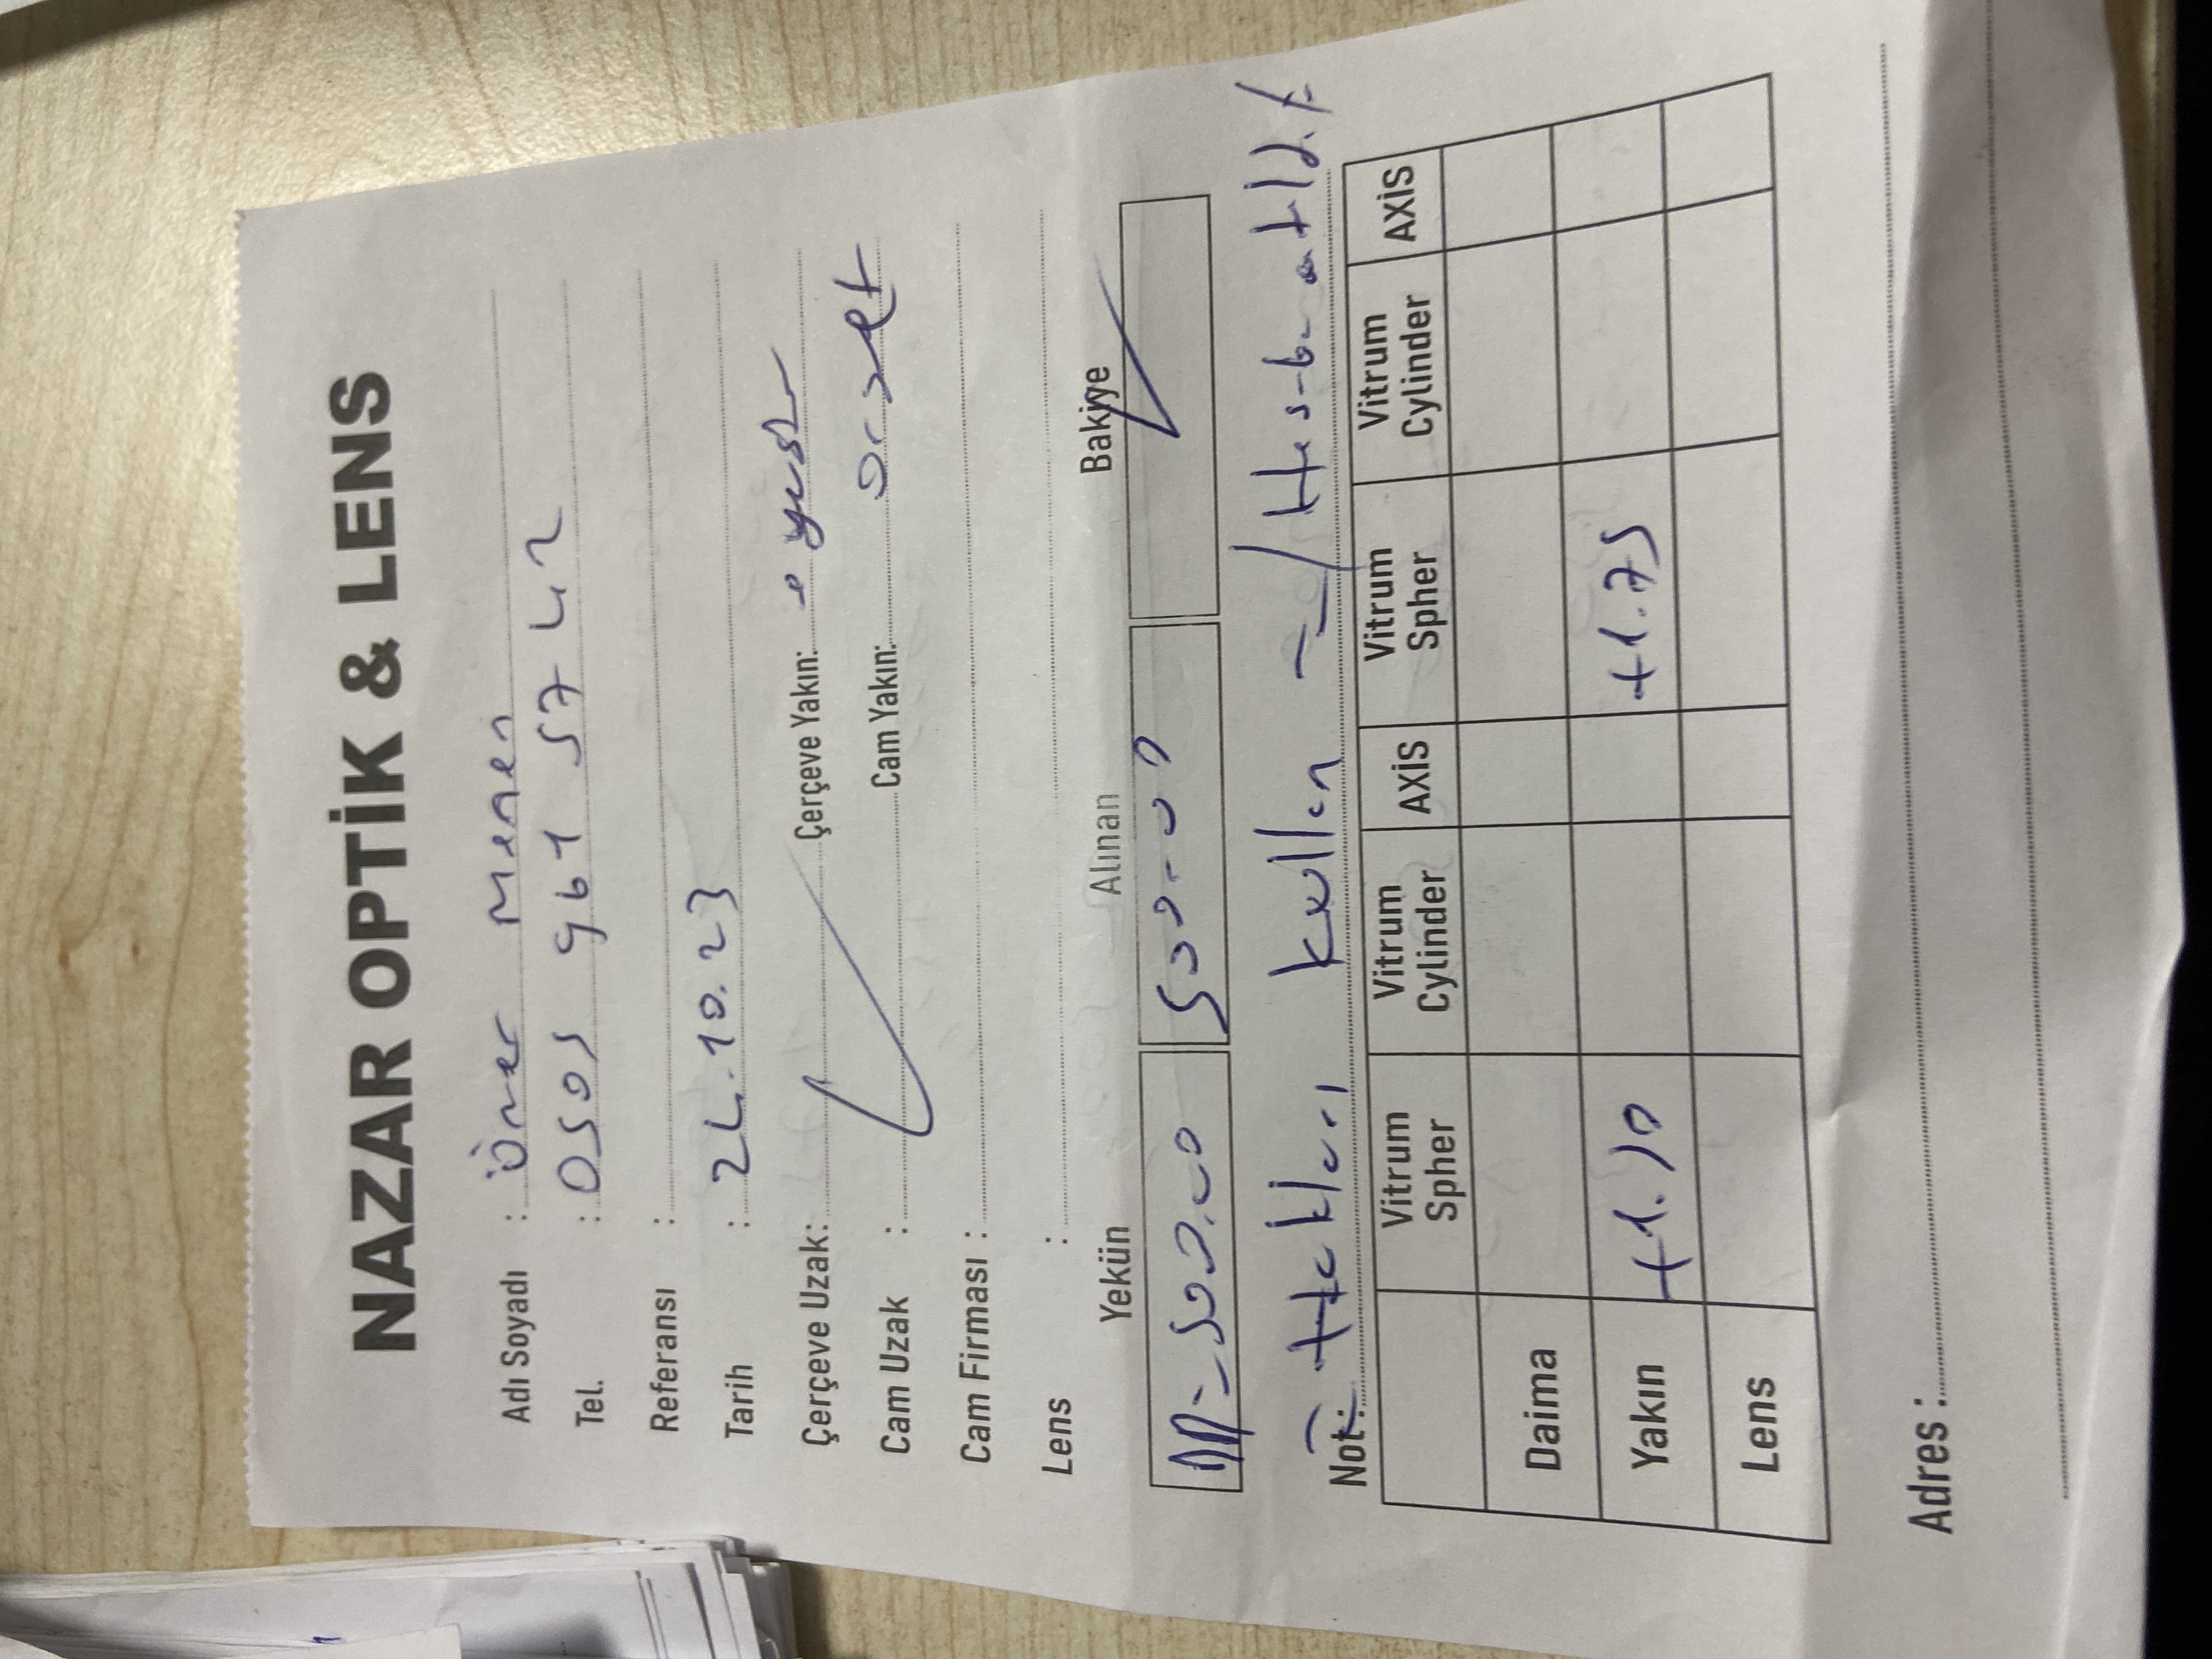 NAZAR OPTİK & LENS
Adı Soyadı : Ömer Menen
Tel. : 0505 961 57 42
Referansı :
Tarih : 24.10.23
Çerçeve Uzak: Çerçeve Yakın:
Cam Uzak : Cam Yakın:
Cam Firması :
Lens :
Yekün Alınan Bakiye
500.00 500-00
Not: = Hakları kullan = / Hesaba atıldı
Vitrum Spher Vitrum Cylinder AXİS Vitrum Spher Vitrum Cylinder AXİS
Daima
Yakın +1.50 +1.75
Lens
Adres :